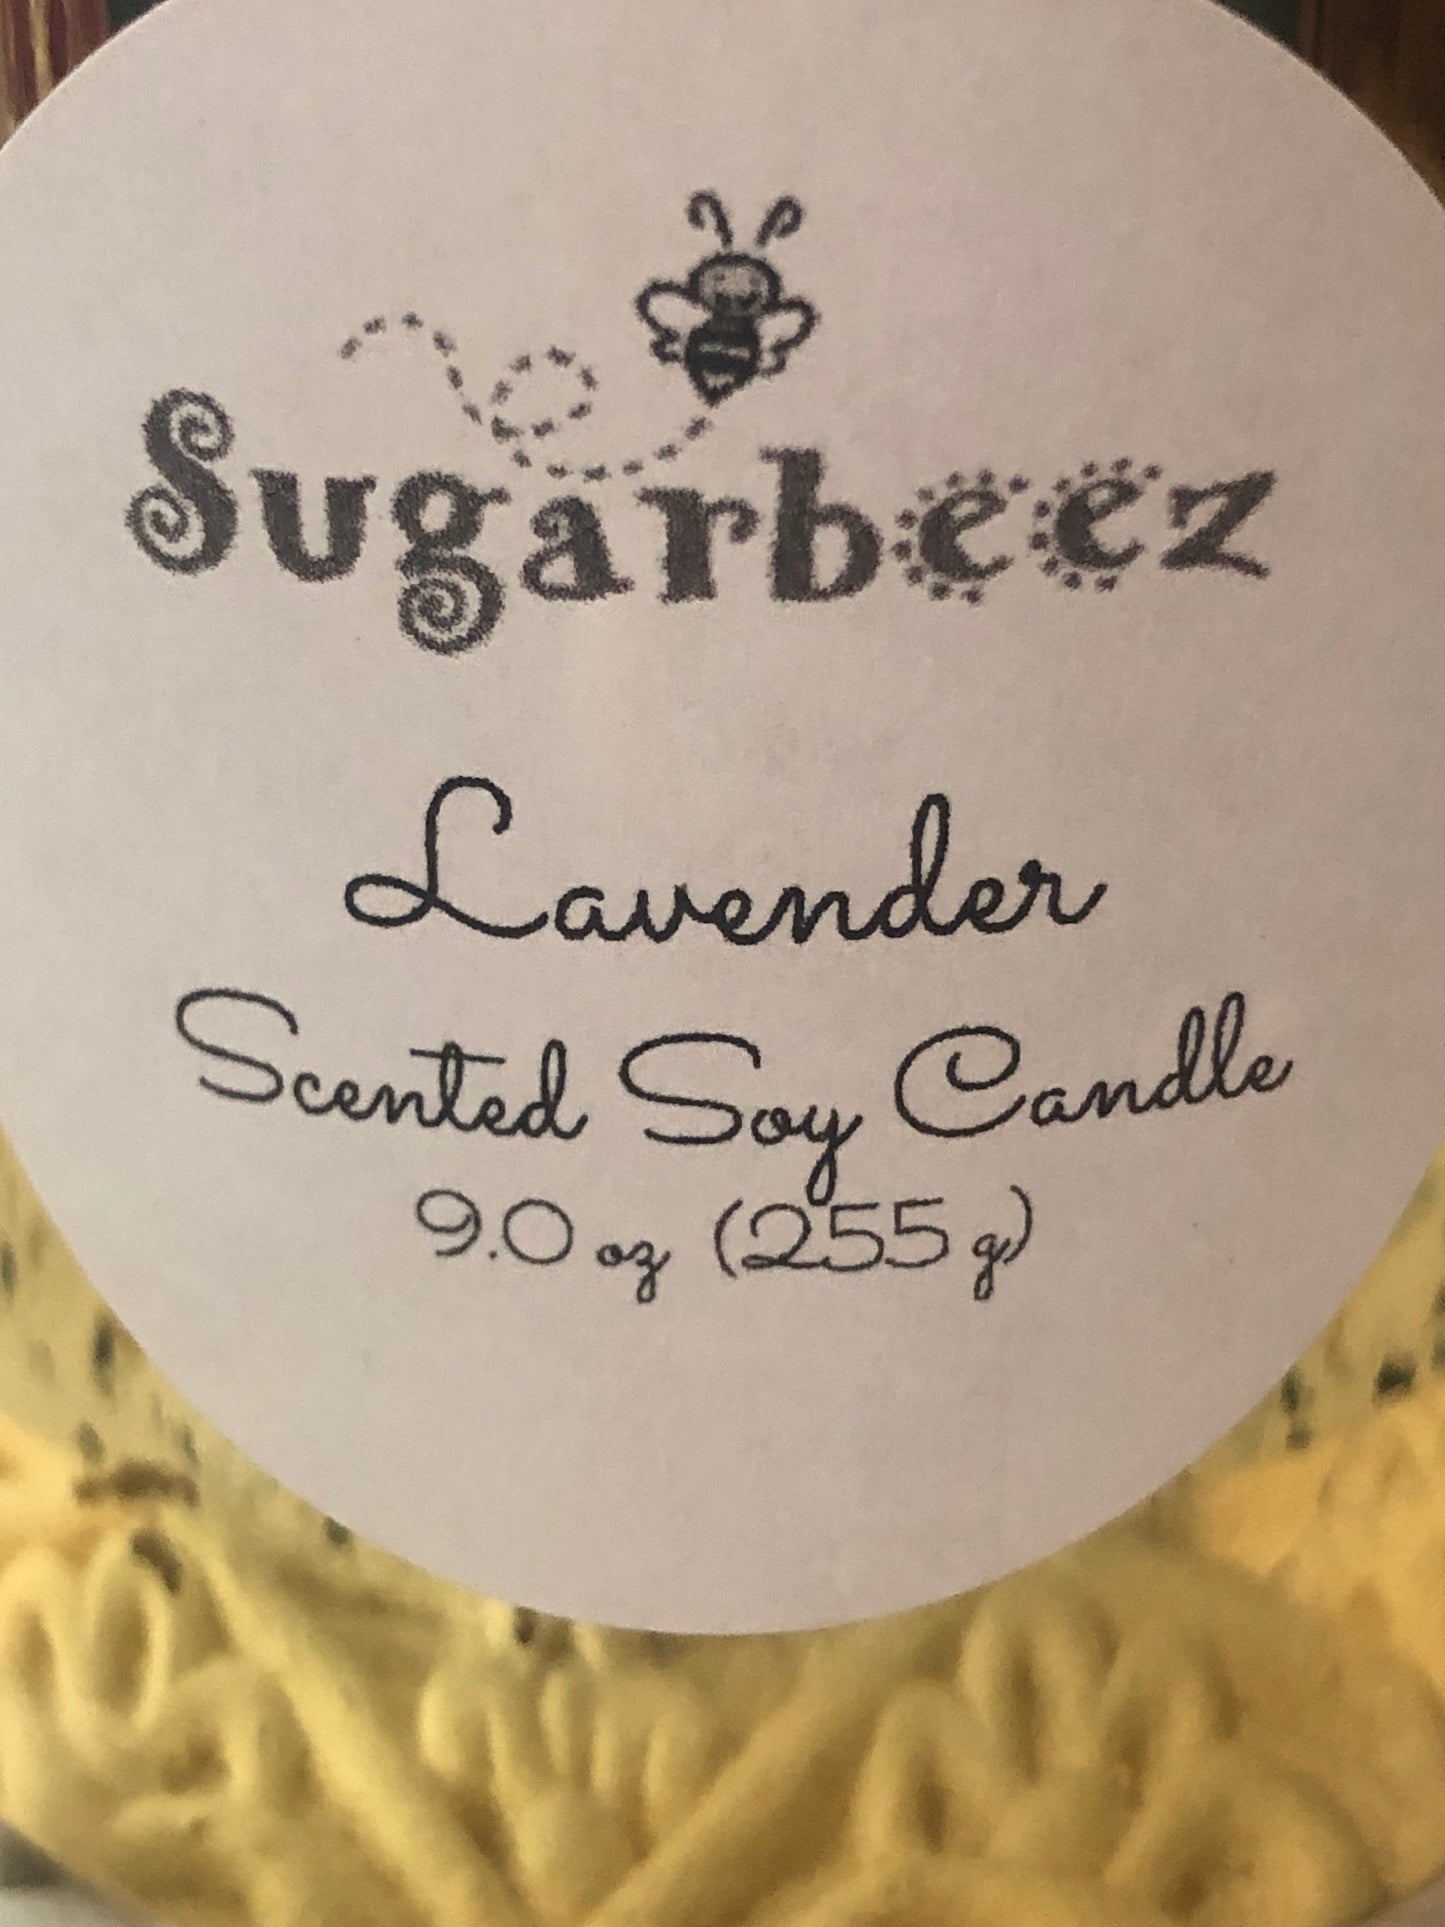 Sugarbeez
Lavender
Scented Soy Candle
9.0 oz (255 g)